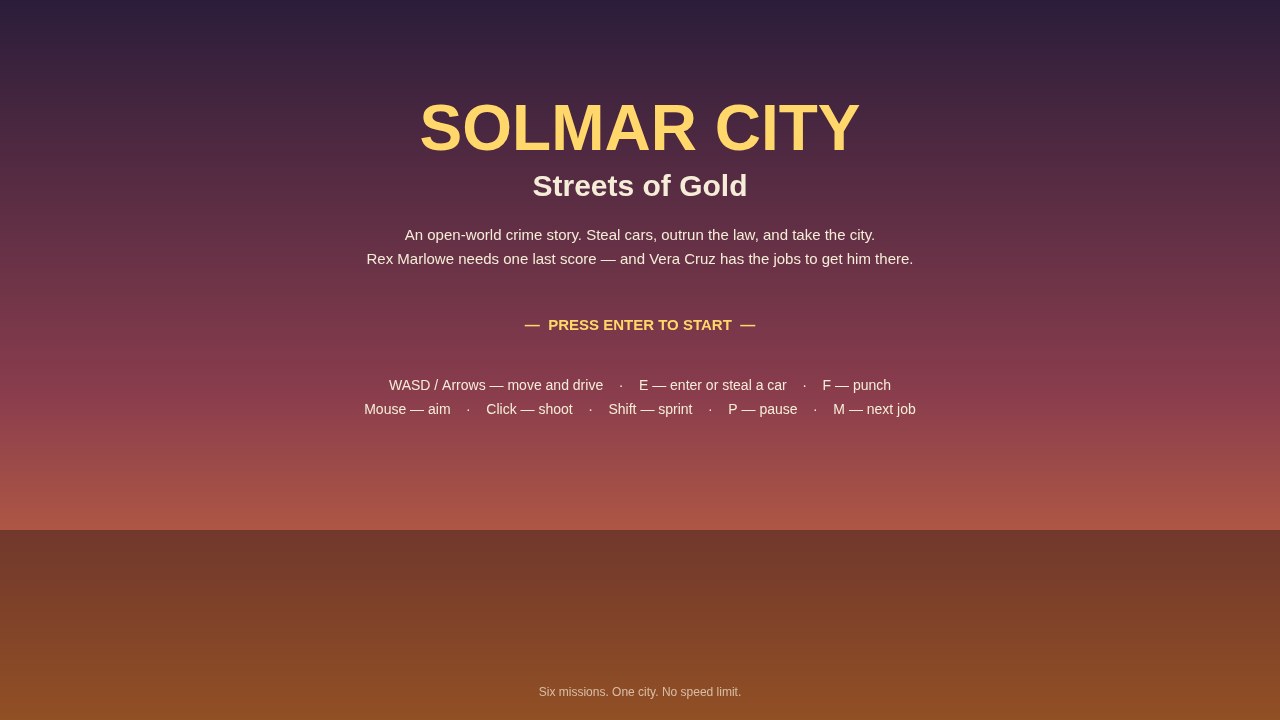 SOLMAR CITY
Streets of Gold
An open-world crime story. Steal cars, outrun the law, and take the city.
Rex Marlowe needs one last score — and Vera Cruz has the jobs to get him there.
— PRESS ENTER TO START —
WASD / Arrows — move and drive · E — enter or steal a car · F — punch
Mouse — aim · Click — shoot · Shift — sprint · P — pause · M — next job
Six missions. One city. No speed limit.